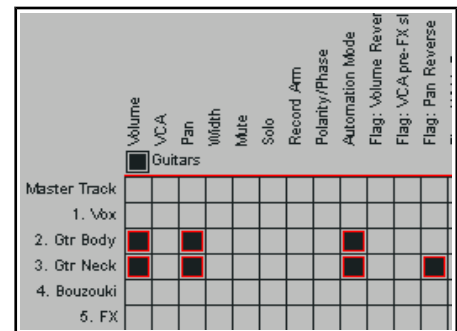 Volume
VCA
Pan
Width
Mute
Solo
Record Arm
Polarity/Phase
Automation Mode
Flag: Volume Rever
Flag: VCA pre-FX sl
Flag: Pan Reverse
Guitars
Master Track
1. Vox
2. Gtr Body
3. Gtr Neck
4. Bouzouki
5. FX